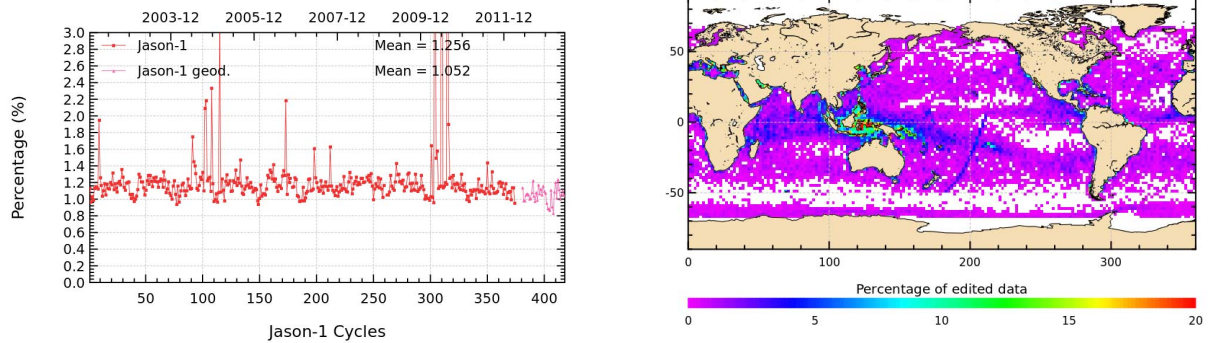 2003-12 2005-12 2007-12 2009-12 2011-12
3.0
2.8
2.6
2.4
2.2
2.0
1.8
1.6
1.4
1.2
1.0
0.8
0.6
0.4
0.2
0.0
Percentage (%)
Jason-1 Mean = 1.256
Jason-1 geod. Mean = 1.052
50 100 150 200 250 300 350 400
Jason-1 Cycles
50
0
-50
0 100 200 300
Percentage of edited data
0 5 10 15 20